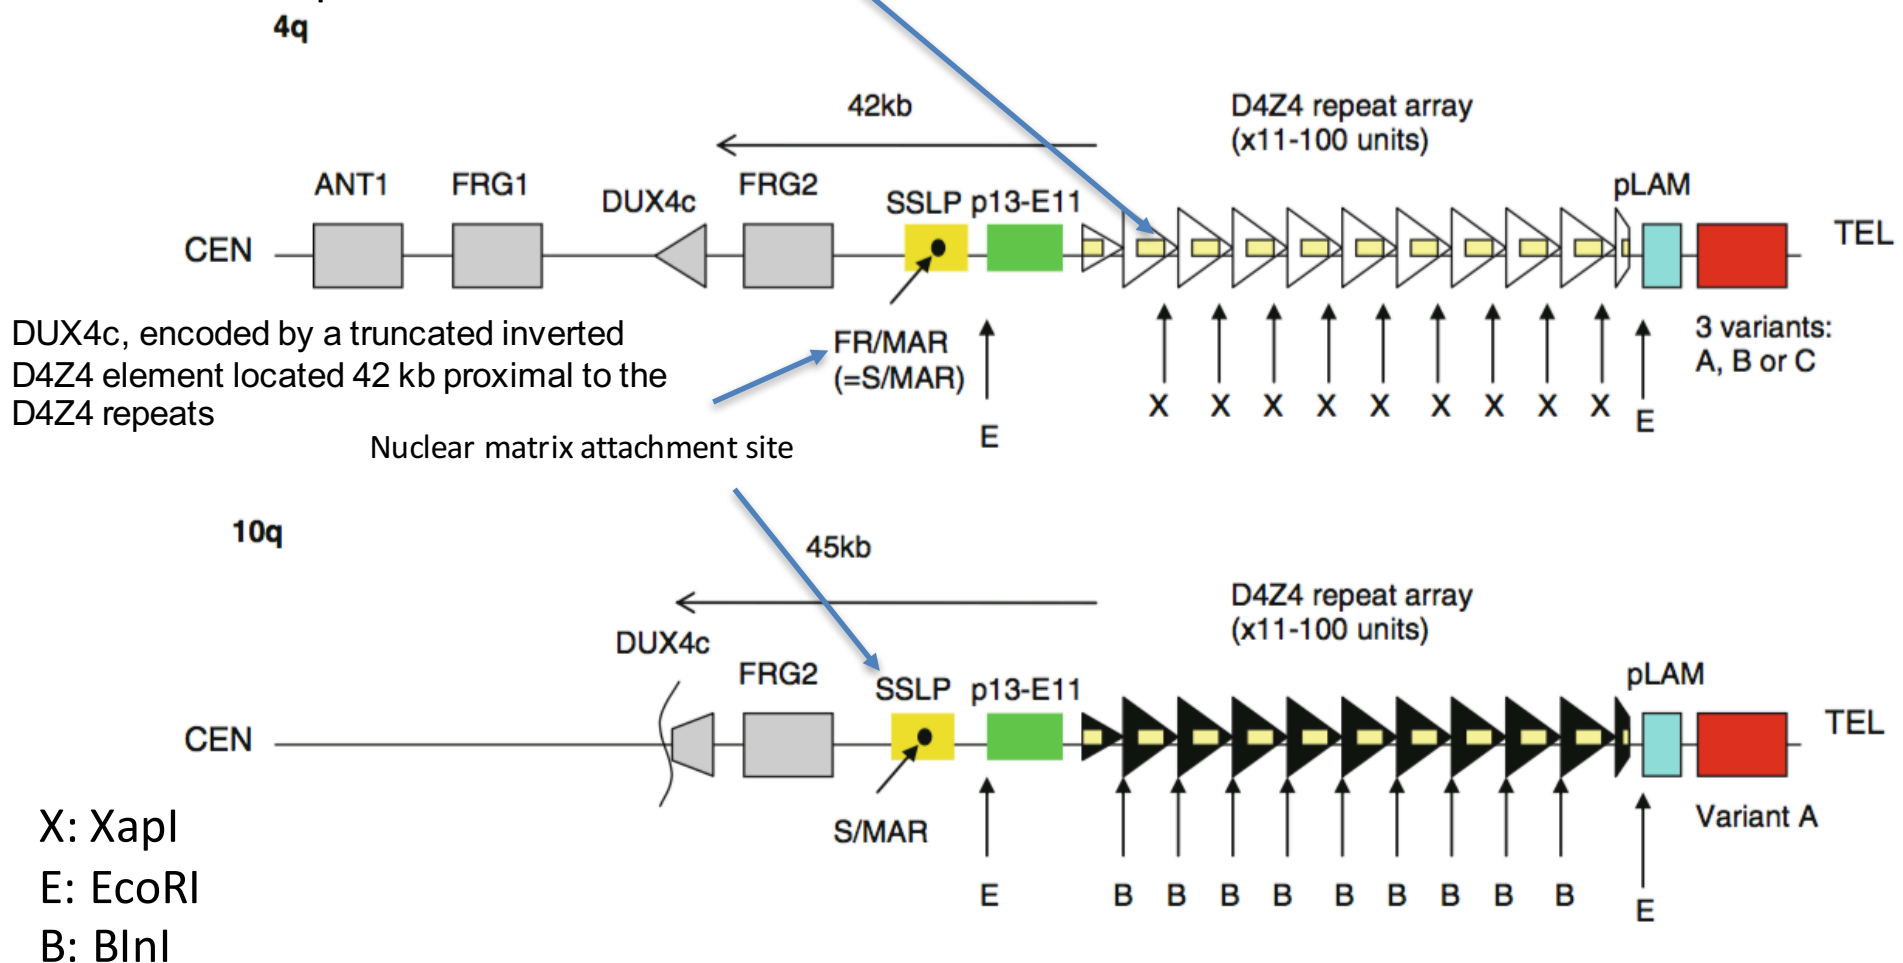 4q
42kb
D4Z4 repeat array
(x11-100 units)
ANT1
FRG1
DUX4c
FRG2
SSLP
p13-E11
pLAM
CEN
TEL
DUX4c, encoded by a truncated inverted
D4Z4 element located 42 kb proximal to the
D4Z4 repeats
FR/MAR
(=S/MAR)
E
X X X X X X X X X
E
3 variants:
A, B or C
Nuclear matrix attachment site
10q
45kb
D4Z4 repeat array
(x11-100 units)
DUX4c
FRG2
SSLP
p13-E11
pLAM
CEN
TEL
S/MAR
Variant A
E
B B B B B B B B B
E
X: XapI
E: EcoRI
B: BlnI